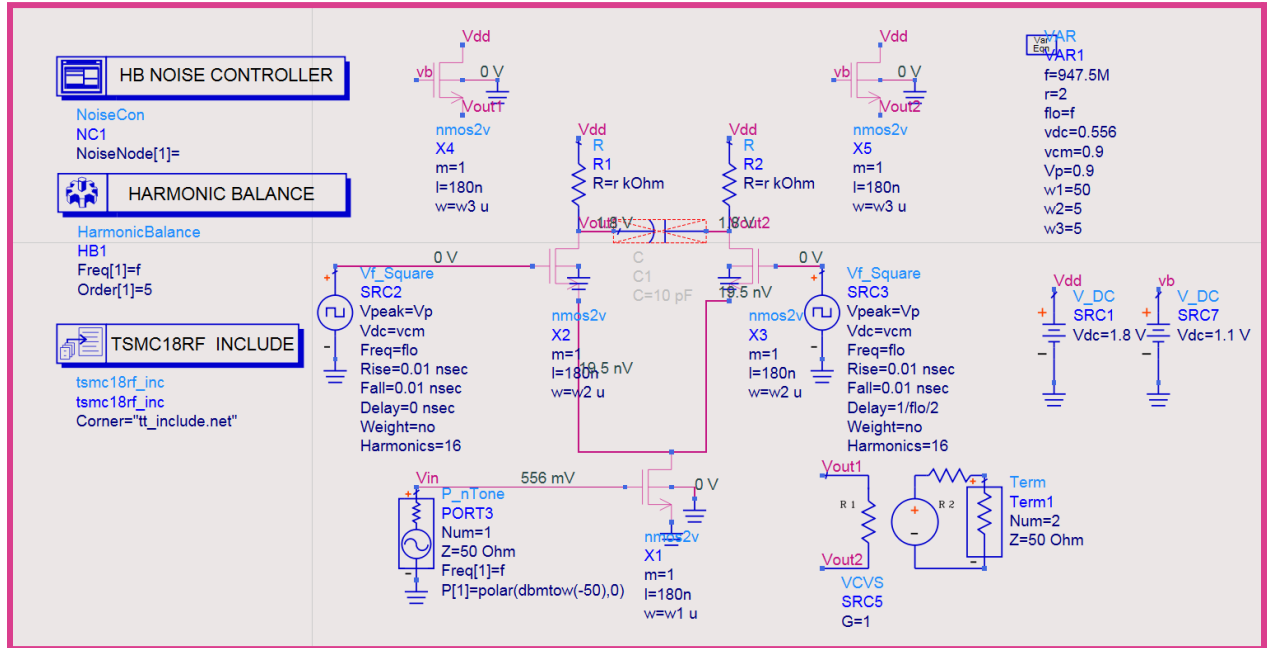 HB NOISE CONTROLLER
NoiseCon
NC1
NoiseNode[1]=
HARMONIC BALANCE
HarmonicBalance
HB1
Freq[1]=f
Order[1]=5
TSMC18RF INCLUDE
tsmc18rf_inc
tsmc18rf_inc
Corner="tt_include.net"
Vdd
vb
0 V
Vout1
nmos2v
X4
m=1
l=180n
w=w3 u
Vdd
R
R1
R=r kOhm
Vdd
R
R2
R=r kOhm
Vdd
vb
0 V
Vout2
nmos2v
X5
m=1
l=180n
w=w3 u
Var
Eqn
VAR
VAR1
f=947.5M
r=2
flo=f
vdc=0.556
vcm=0.9
Vp=0.9
w1=50
w2=5
w3=5
1.8 V
Vout2
C
C1
C=10 pF
0 V
Vf_Square
SRC2
Vpeak=Vp
Vdc=vcm
Freq=flo
Rise=0.01 nsec
Fall=0.01 nsec
Delay=0 nsec
Weight=no
Harmonics=16
nmos2v
X2
m=1
l=180n
w=w2 u
19.5 nV
19.5 nV
nmos2v
X3
m=1
l=180n
w=w2 u
0 V
Vf_Square
SRC3
Vpeak=Vp
Vdc=vcm
Freq=flo
Rise=0.01 nsec
Fall=0.01 nsec
Delay=1/flo/2
Weight=no
Harmonics=16
Vdd
V_DC
SRC1
Vdc=1.8 V
vb
V_DC
SRC7
Vdc=1.1 V
Vin
556 mV
P_nTone
PORT3
Num=1
Z=50 Ohm
Freq[1]=f
P[1]=polar(dbmtow(-50),0)
0 V
nmos2v
X1
m=1
l=180n
w=w1 u
Vout1
R 1
R 2
Vout2
VCVS
SRC5
G=1
Term
Term1
Num=2
Z=50 Ohm